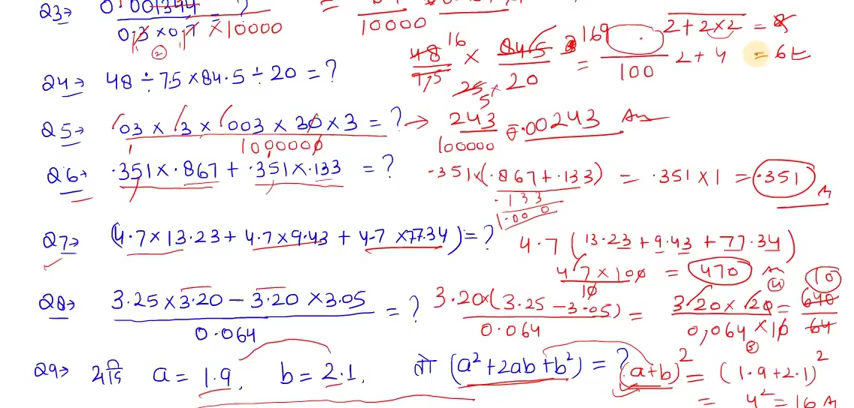 Q3→ 0.001344 / 0.3 × 0.7 × 10000 = ?
10000
2+2×2 = 8
Q4→ 48 ÷ 7.5 × 84.5 ÷ 20 = ? 48/7.5 16 × 84.5/20 169 = /100 2+4 = 6
Q5→ .03 × .3 × .003 × 30 × 3 = ? → 243/100000 = 0.00243 Ans
1000000
Q6→ .351 × .867 + .351 × .133 = ? .351×(.867+.133) = .351 × 1 = .351
.133
1.000
Q7→ (4.7 × 13.23 + 4.7 × 9.43 + 4.7 × 77.34) = ? 4.7 (13.23 + 9.43 + 77.34)
4.7 × 100 / 10 = 470
Q8→ 3.25 × 3.20 − 3.20 × 3.05 / 0.064 = ? 3.20×(3.25 − 3.05) / 0.064 = 3.20 × .20 / 0.064 × 10 = 640/64 10
Q9→ यदि a = 1.9, b = 2.1, तो (a² + 2ab + b²) = ? (a+b)² = (1.9 + 2.1)²
= 4² = 16